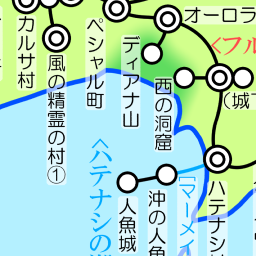 オーロラ
ペシャル町
カルサ村
ディアナ山
〈フル
西の洞窟
(城下
風の精霊の村①
〈ハテナシの
ハテナシ
[マーメイ
沖の人魚
人魚城